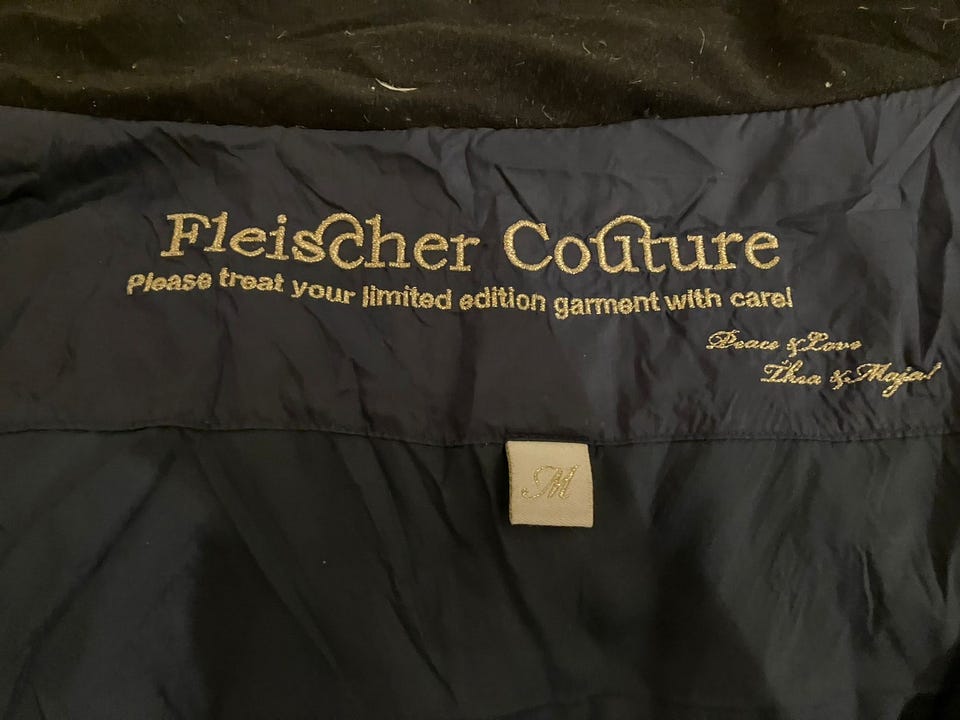 Fleischer Couture
Please treat your limited edition garment with care!
Peace & Love
Thea & Maja!
M